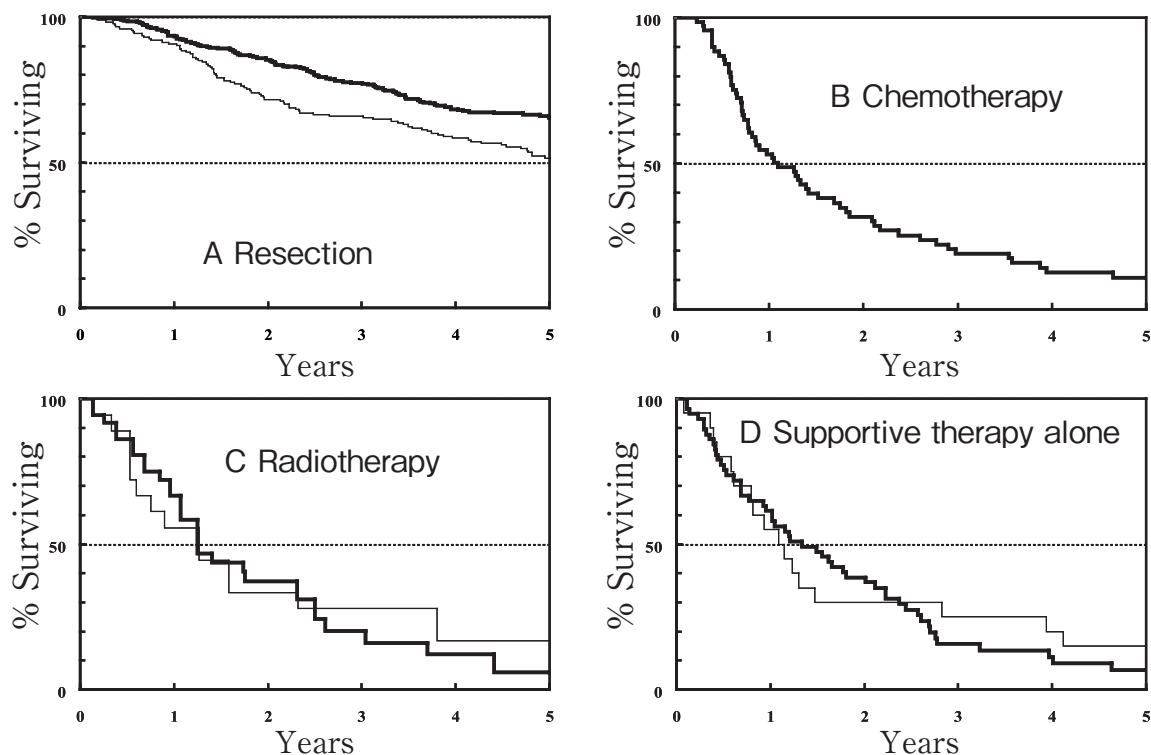 100
50
0
% Surviving
A Resection
0 1 2 3 4 5
Years
100
50
0
% Surviving
B Chemotherapy
0 1 2 3 4 5
Years
100
50
0
% Surviving
C Radiotherapy
0 1 2 3 4 5
Years
100
50
0
% Surviving
D Supportive therapy alone
0 1 2 3 4 5
Years